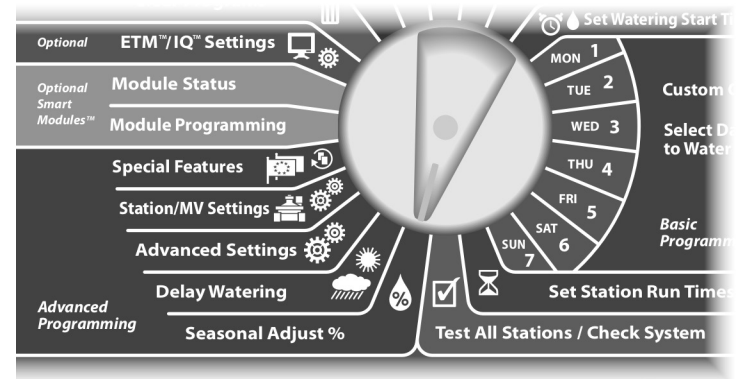 Optional
ETM™/IQ™ Settings
Set Watering Start
Optional
Smart
Modules™
Module Status
Module Programming
MON 1
TUE 2
WED 3
THU 4
FRI 5
SAT 6
SUN 7
Custom
Select
to Water
Special Features
Station/MV Settings
Advanced Settings
Delay Watering
Seasonal Adjust %
%
Advanced
Programming
Basic
Set Station Run Times
Test All Stations / Check System